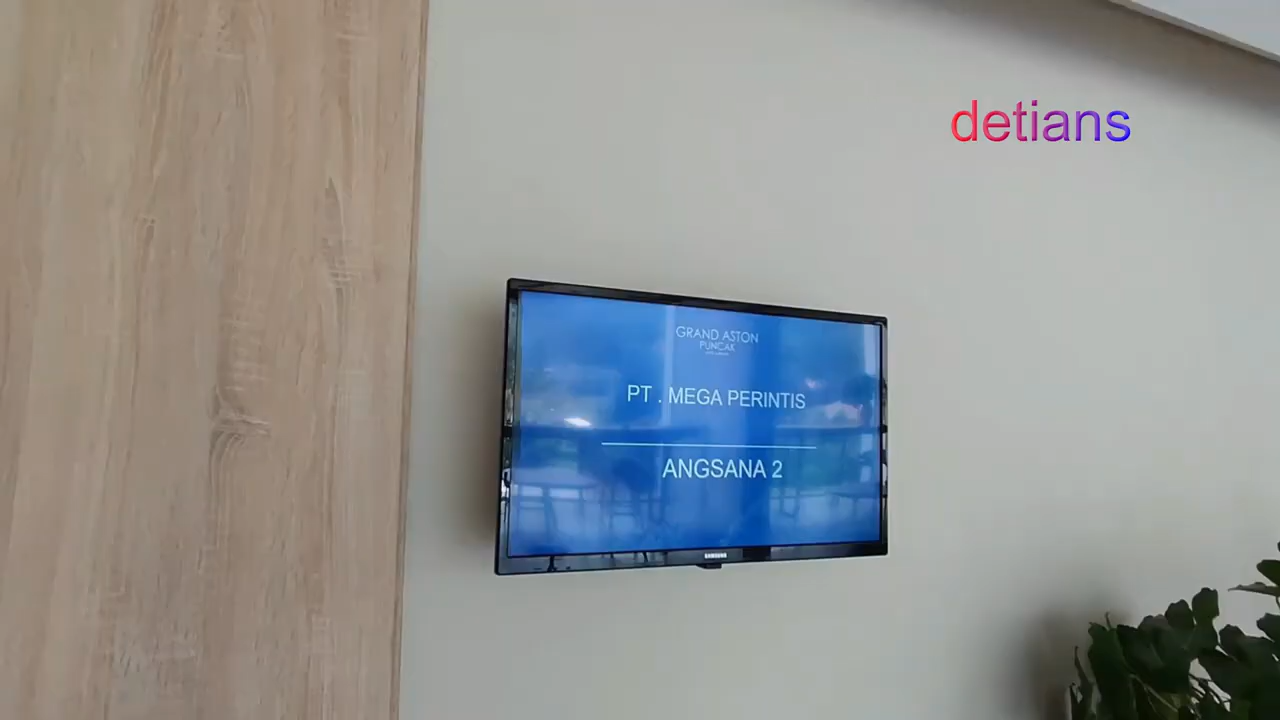 detians
GRAND ASTON
PUNCAK
PT . MEGA PERINTIS
ANGSANA 2
SAMSUNG